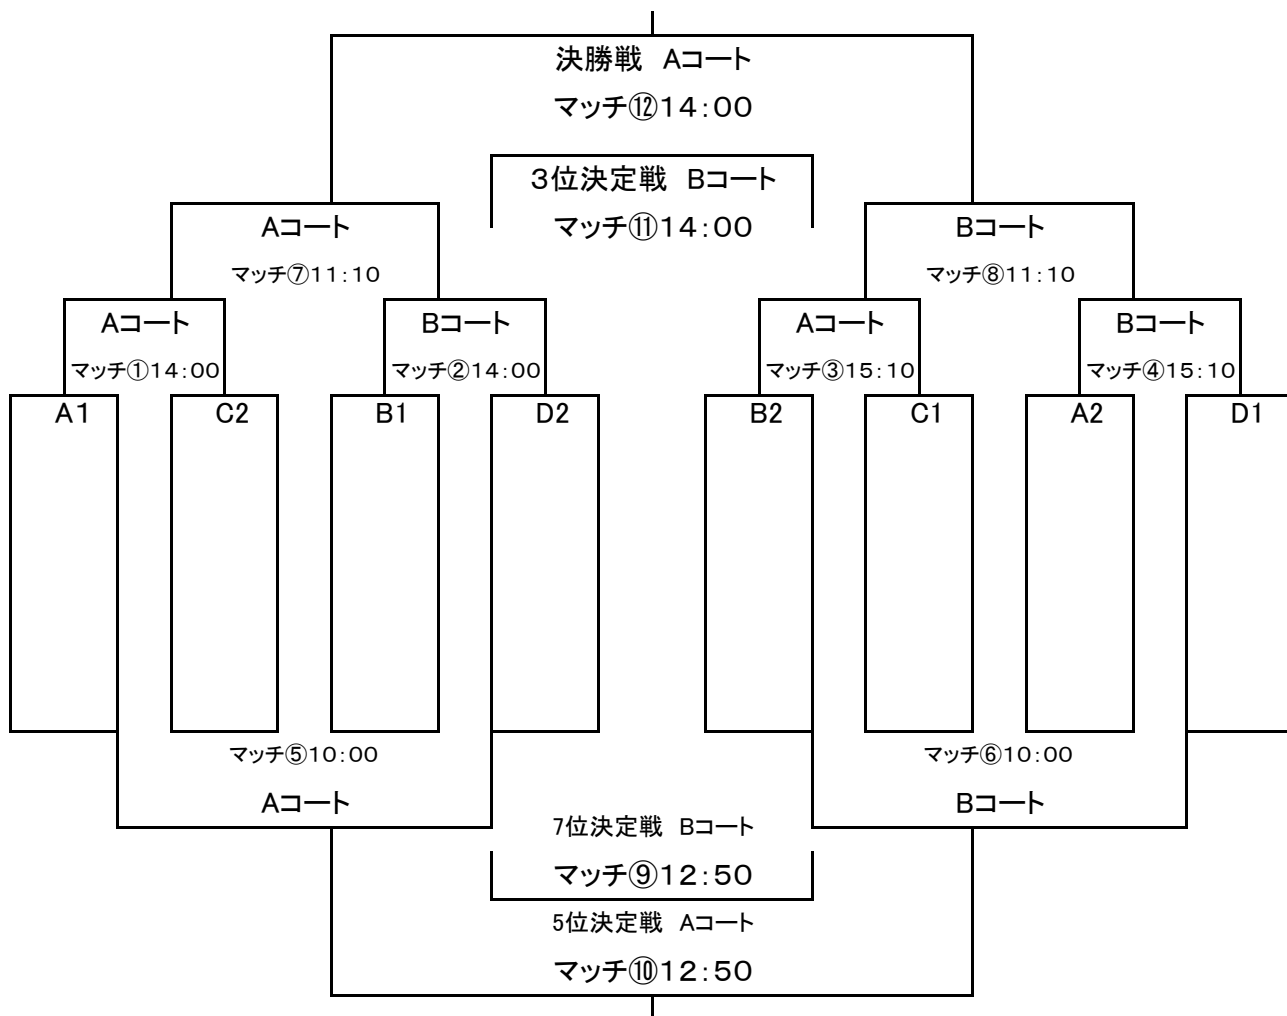 決勝戦　Aコート
マッチ⑫14：00
３位決定戦　Bコート
マッチ⑪14：00
Aコート
マッチ⑦11：10
Bコート
マッチ⑧11：10
Aコート
マッチ①14：00
Bコート
マッチ②14：00
Aコート
マッチ③15：10
Bコート
マッチ④15：10
A1
C2
B1
D2
B2
C1
A2
D1
マッチ⑤10：00
Aコート
マッチ⑥10：00
Bコート
7位決定戦　Bコート
マッチ⑨12：50
5位決定戦　Aコート
マッチ⑩12：50